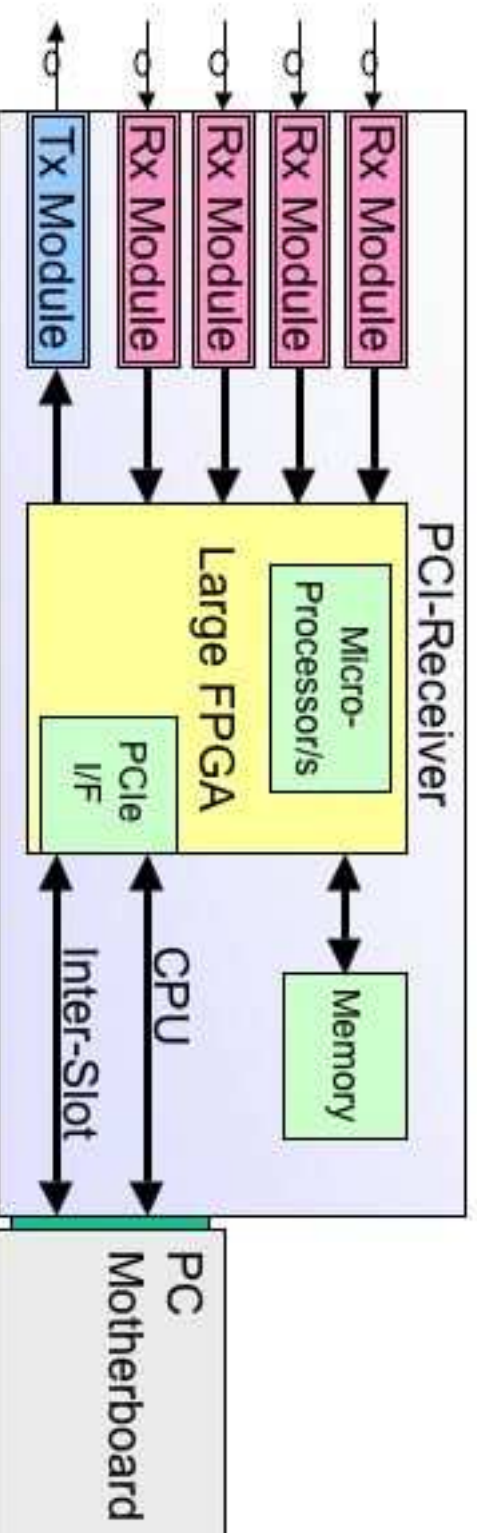 PCI-Receiver
Rx Module
Rx Module
Rx Module
Rx Module
Tx Module
Micro-
Processor/s
Large FPGA
PCIe
I/F
Memory
CPU
Inter-Slot
PC
Motherboard